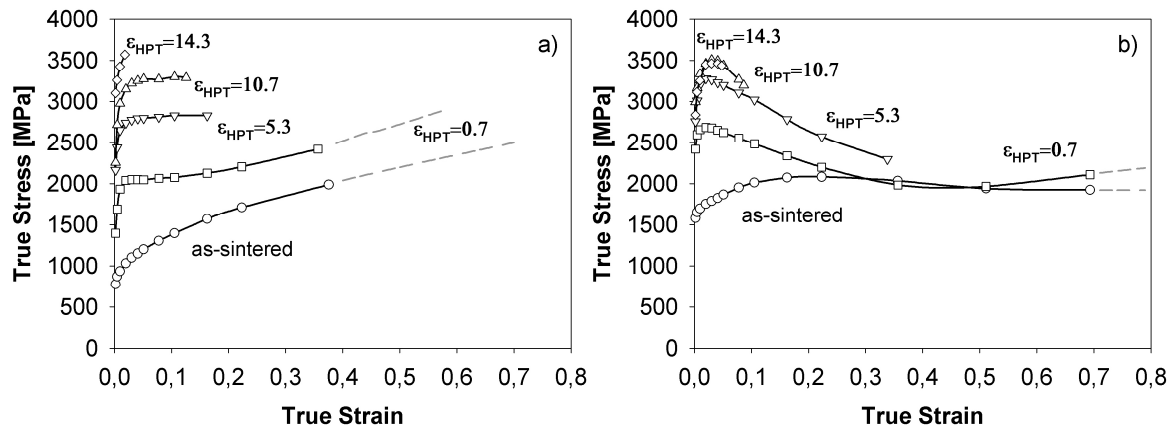 a)
True Stress [MPa]
4000
3500
3000
2500
2000
1500
1000
500
0
εHPT=14.3
εHPT=10.7
εHPT=5.3
εHPT=0.7
as-sintered
0,0 0,1 0,2 0,3 0,4 0,5 0,6 0,7 0,8
True Strain
b)
True Stress [MPa]
4000
3500
3000
2500
2000
1500
1000
500
0
εHPT=14.3
εHPT=10.7
εHPT=5.3
εHPT=0.7
as-sintered
0,0 0,1 0,2 0,3 0,4 0,5 0,6 0,7 0,8
True Strain